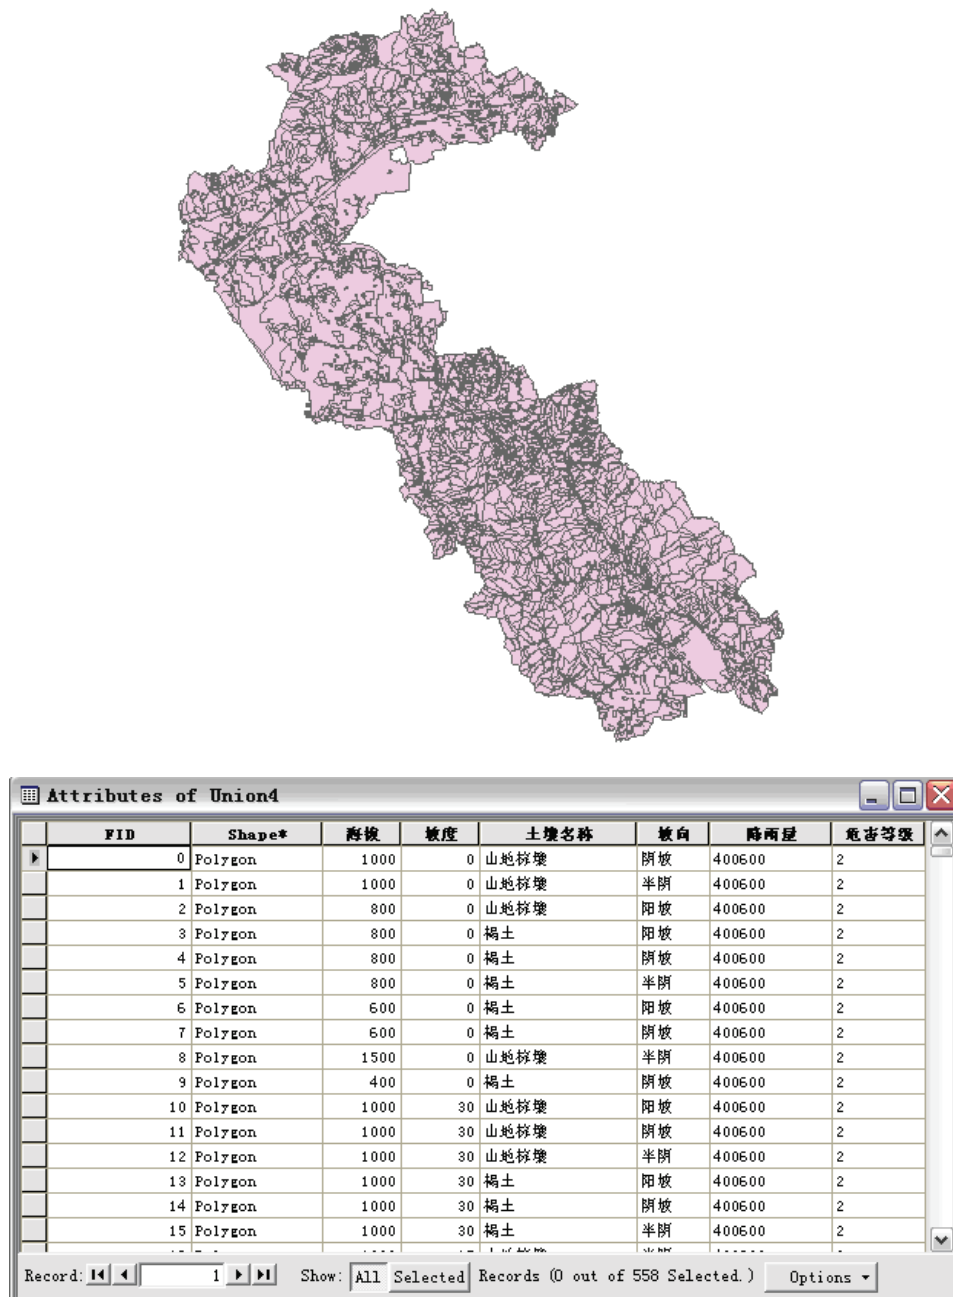 Attributes of Union4
FID Shape* 海拔 坡度 土壤名称 坡向 降雨量 危害等级
0 Polygon 1000 0 山地棕壤 阴坡 400600 2
1 Polygon 1000 0 山地棕壤 半阴 400600 2
2 Polygon 800 0 山地棕壤 阳坡 400600 2
3 Polygon 800 0 褐土 阳坡 400600 2
4 Polygon 800 0 褐土 阴坡 400600 2
5 Polygon 800 0 褐土 半阴 400600 2
6 Polygon 600 0 褐土 阳坡 400600 2
7 Polygon 600 0 褐土 阴坡 400600 2
8 Polygon 1500 0 山地棕壤 半阴 400600 2
9 Polygon 400 0 褐土 阴坡 400600 2
10 Polygon 1000 30 山地棕壤 阳坡 400600 2
11 Polygon 1000 30 山地棕壤 阴坡 400600 2
12 Polygon 1000 30 山地棕壤 半阴 400600 2
13 Polygon 1000 30 褐土 阳坡 400600 2
14 Polygon 1000 30 褐土 阴坡 400600 2
15 Polygon 1000 30 褐土 半阴 400600 2
Record: 1 Show: All Selected Records (0 out of 558 Selected.) Options